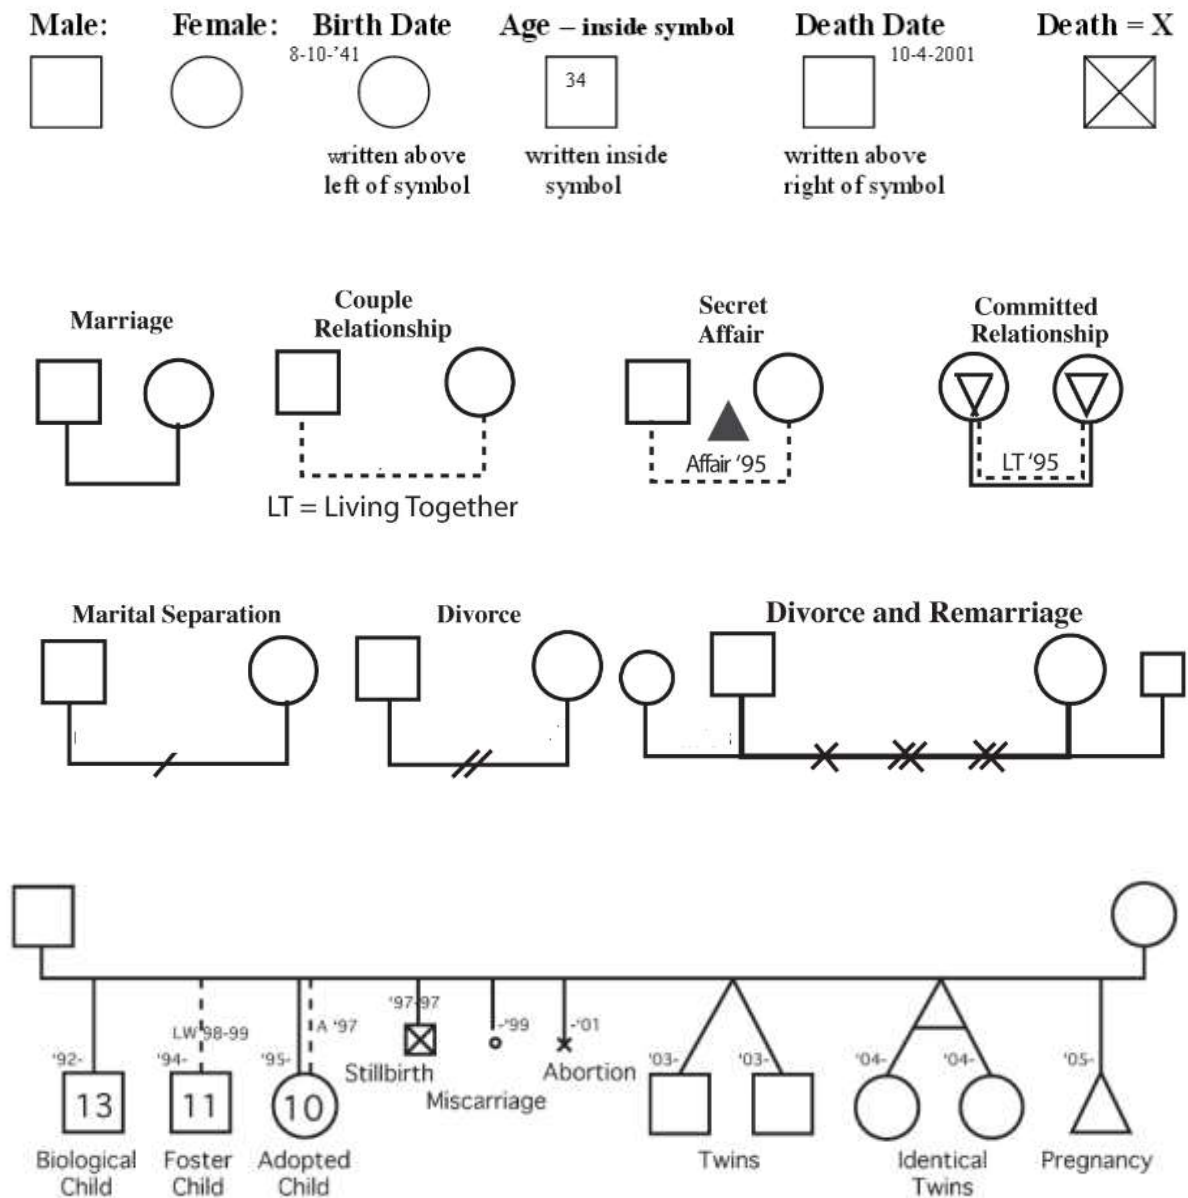 Male: Female: Birth Date Age – inside symbol Death Date Death = X
8-10-'41 34 10-4-2001
written above written inside written above
left of symbol symbol right of symbol
Marriage
Couple
Relationship
Secret
Affair
Committed
Relationship
Affair '95
LT '95
LT = Living Together
Marital Separation Divorce Divorce and Remarriage
'97-97
LW '98-99 A '97 -'99 -'01
'92- '94- '95- '03- '03- '04- '04- '05-
Stillbirth Abortion
Miscarriage
13 11 10
Biological
Child
Foster
Child
Adopted
Child
Twins
Identical
Twins
Pregnancy